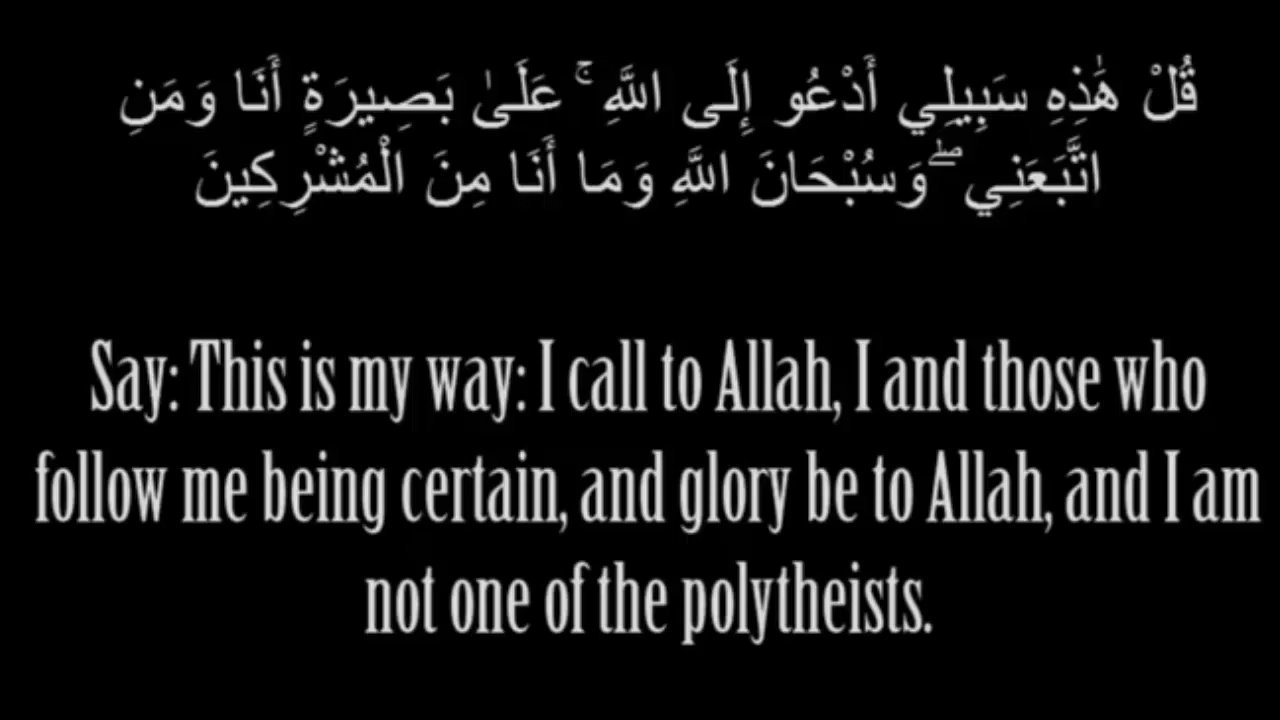 قُلْ هَٰذِهِ سَبِيلِي أَدْعُو إِلَى اللَّهِ ۚ عَلَىٰ بَصِيرَةٍ أَنَا وَمَنِ
اتَّبَعَنِي ۖ وَسُبْحَانَ اللَّهِ وَمَا أَنَا مِنَ الْمُشْرِكِينَ
Say: This is my way: I call to Allah, I and those who
follow me being certain, and glory be to Allah, and I am
not one of the polytheists.